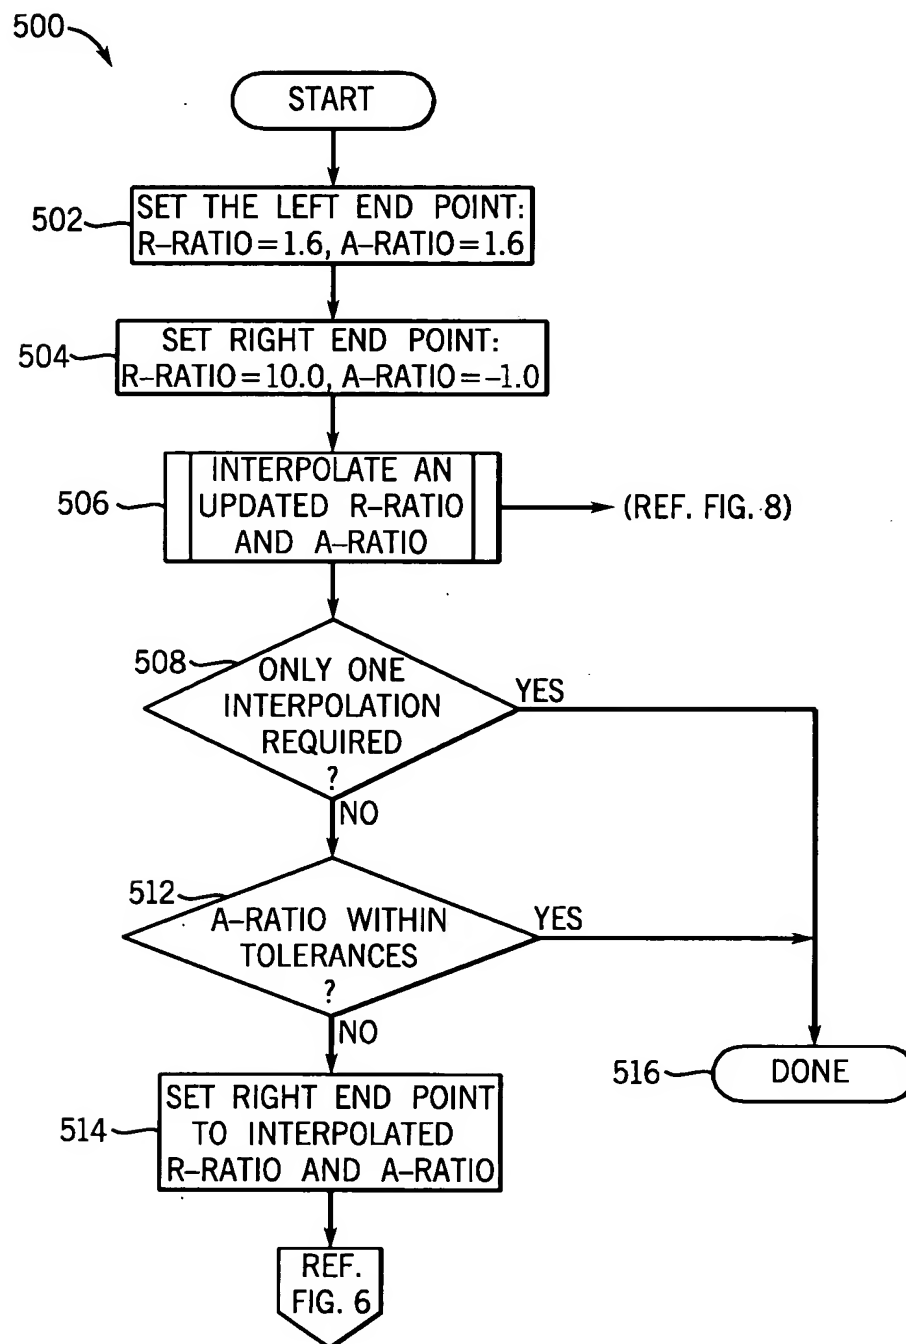 500
START
502
SET THE LEFT END POINT:
R-RATIO=1.6, A-RATIO=1.6
504
SET RIGHT END POINT:
R-RATIO=10.0, A-RATIO=-1.0
506
INTERPOLATE AN
UPDATED R-RATIO
AND A-RATIO
(REF. FIG. 8)
508
ONLY ONE
INTERPOLATION
REQUIRED
?
YES
NO
512
A-RATIO WITHIN
TOLERANCES
?
YES
NO
514
SET RIGHT END POINT
TO INTERPOLATED
R-RATIO AND A-RATIO
516
DONE
REF.
FIG. 6